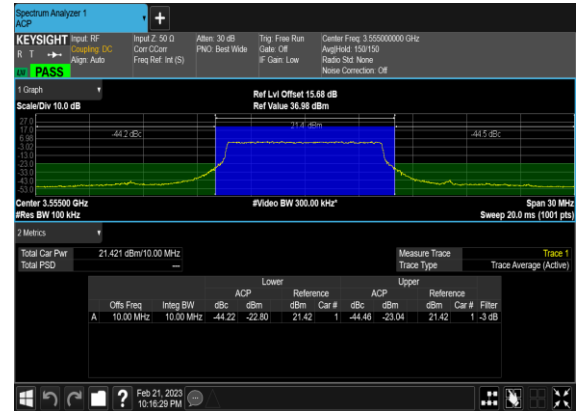 Spectrum Analyzer 1
ACP
+
KEYSIGHT Input: RF Input Z: 50 Ω Atten: 30 dB Trig: Free Run Center Freq: 3.555000000 GHz
R T Coupling: DC Corr CCorr PNO: Best Wide Gate: Off Avg|Hold: 150/150
Align: Auto Freq Ref: Int (S) IF Gain: Low Radio Std: None
PASS Noise Correction: Off
1 Graph
Ref Lvl Offset 15.68 dB
Scale/Div 10.0 dB Ref Value 36.98 dBm
27.0
17.0
6.98
-3.02
-13.0
-23.0
-33.0
-43.0
-53.0
-44.2 dBc 21.4 dBm -44.5 dBc
Center 3.55500 GHz #Video BW 300.00 kHz* Span 30 MHz
#Res BW 100 kHz Sweep 20.0 ms (1001 pts)
2 Metrics
Total Car Pwr 21.421 dBm/10.00 MHz Measure Trace Trace 1
Total PSD --- Trace Type Trace Average (Active)
Lower Upper
ACP Reference ACP Reference
Offs Freq Integ BW dBc dBm dBm Car # dBc dBm dBm Car # Filter
A 10.00 MHz 10.00 MHz -44.22 -22.80 21.42 1 -44.46 -23.04 21.42 1 -3 dB
? Feb 21, 2023
10:16:29 PM